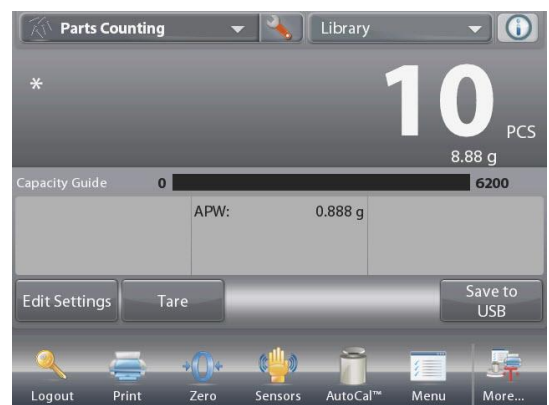 Parts Counting Library
*
10 PCS
8.88 g
Capacity Guide 0 6200
APW: 0.888 g
Edit Settings Tare Save to USB
Logout Print Zero Sensors AutoCal™ Menu More...